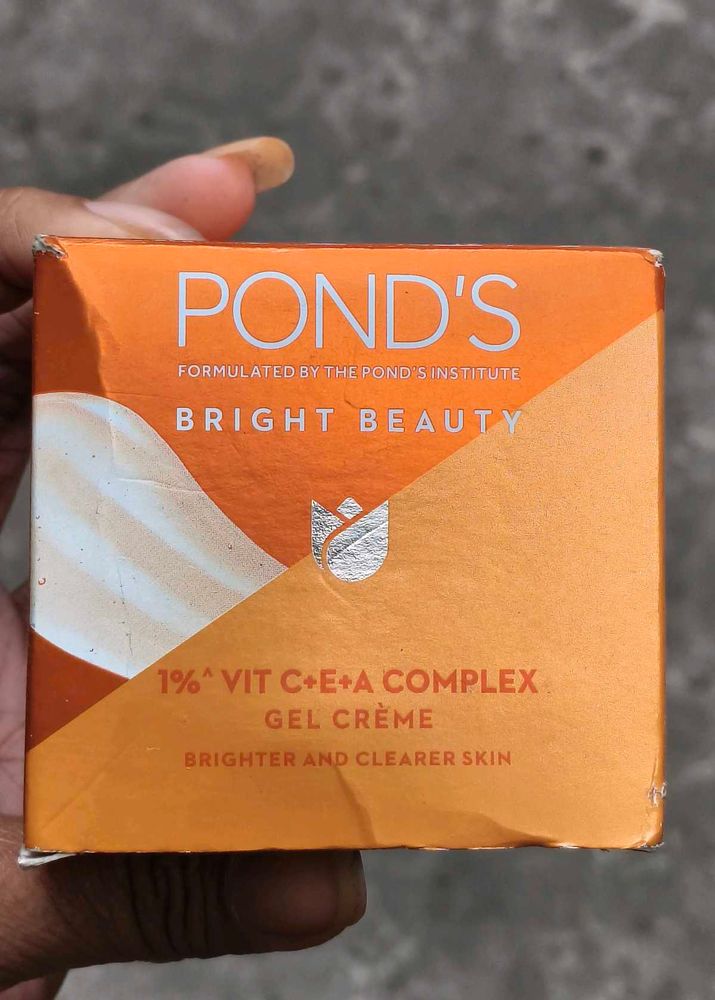 POND'S
FORMULATED BY THE POND'S INSTITUTE
BRIGHT BEAUTY
1%^ VIT C+E+A COMPLEX
GEL CRÈME
BRIGHTER AND CLEARER SKIN